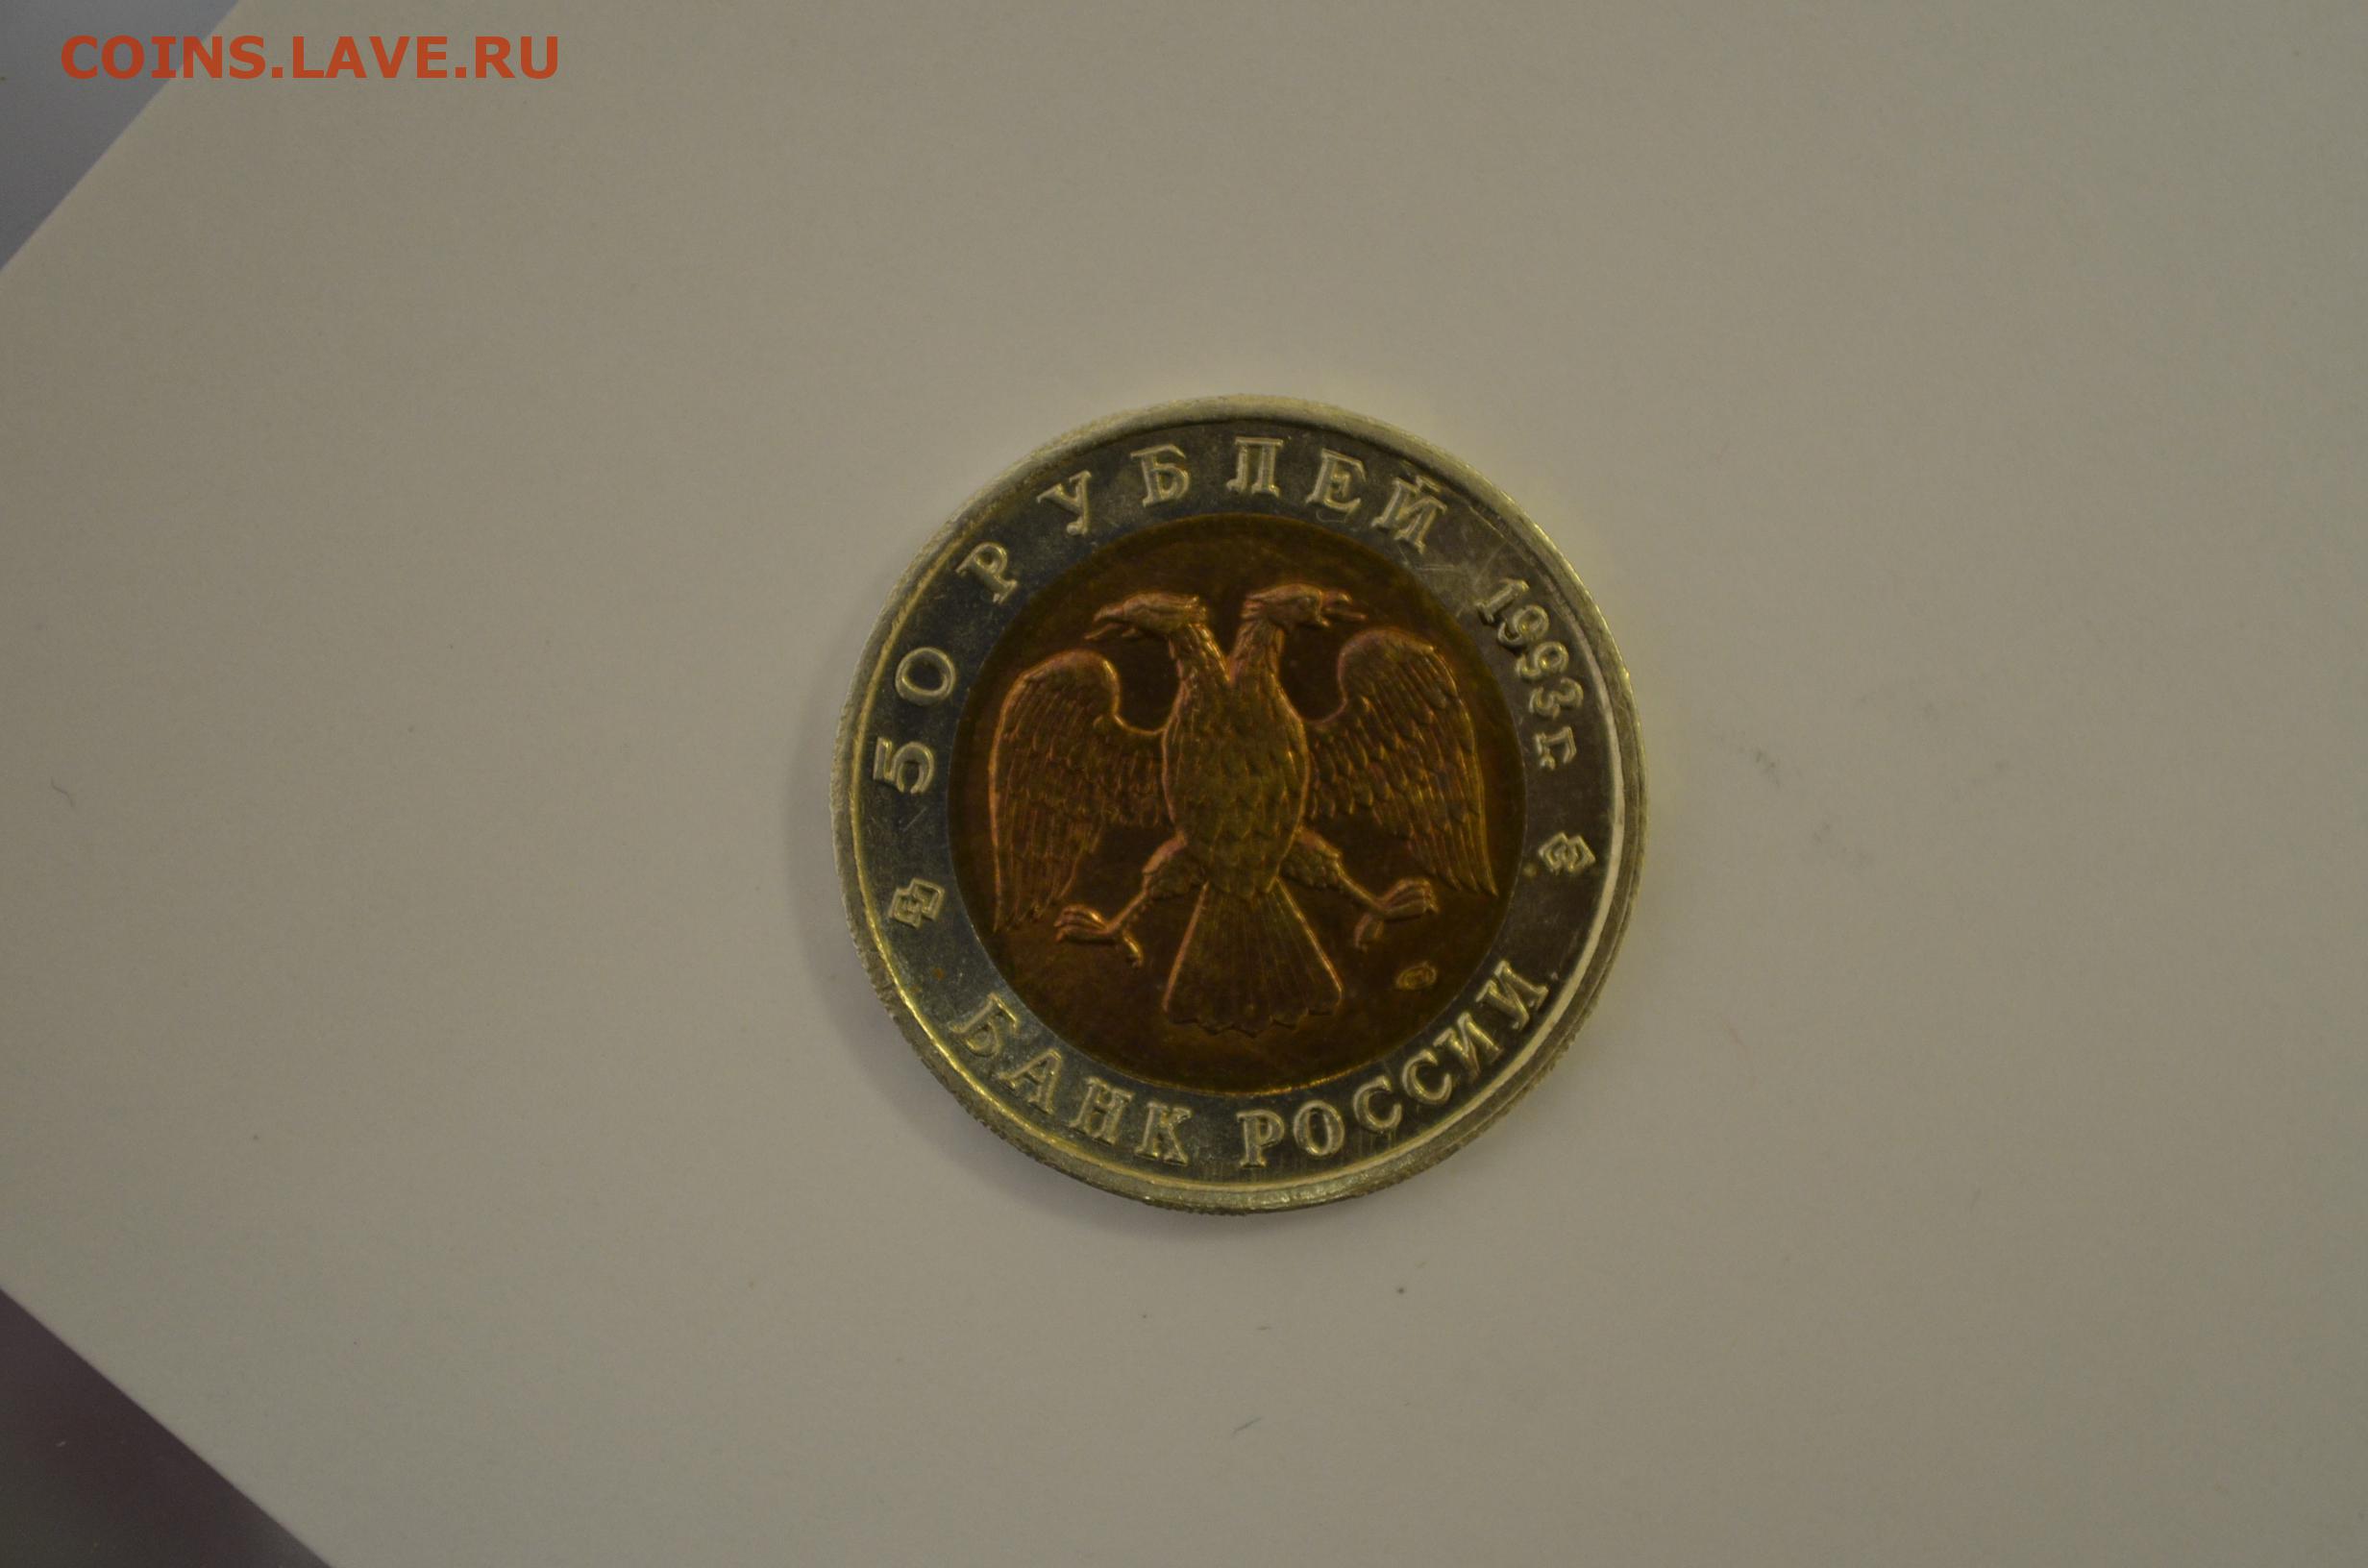 COINS.LAVE.RU
50 РУБЛЕЙ 1993г.
БАНК РОССИИ